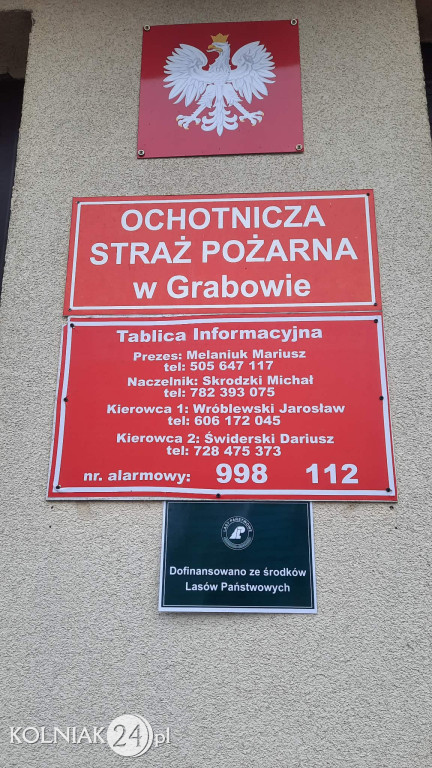 OCHOTNICZA
STRAŻ POŻARNA
w Grabowie
Tablica Informacyjna
Prezes: Melaniuk Mariusz
tel: 505 647 117
Naczelnik: Skrodzki Michał
tel: 782 393 075
Kierowca 1: Wróblewski Jarosław
tel: 606 172 045
Kierowca 2: Świderski Dariusz
tel: 728 475 373
nr. alarmowy: 998 112
LASY PAŃSTWOWE
Dofinansowano ze środków
Lasów Państwowych
KOLNIAK24.pl